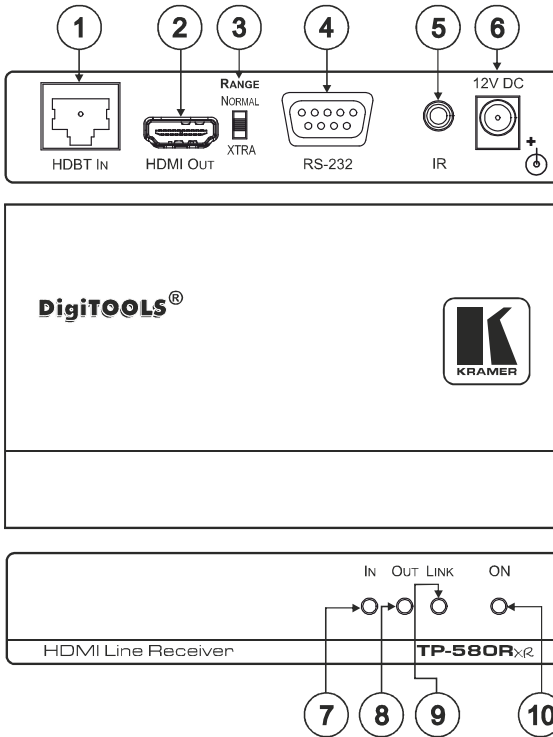 1 2 3 4 5 6
RANGE
NORMAL
XTRA
12V DC
+
HDBT IN
HDMI OUT
RS-232
IR
DigiTOOLS®
K
KRAMER
IN OUT LINK ON
HDMI Line Receiver
TP-580RXR
7 8 9 10